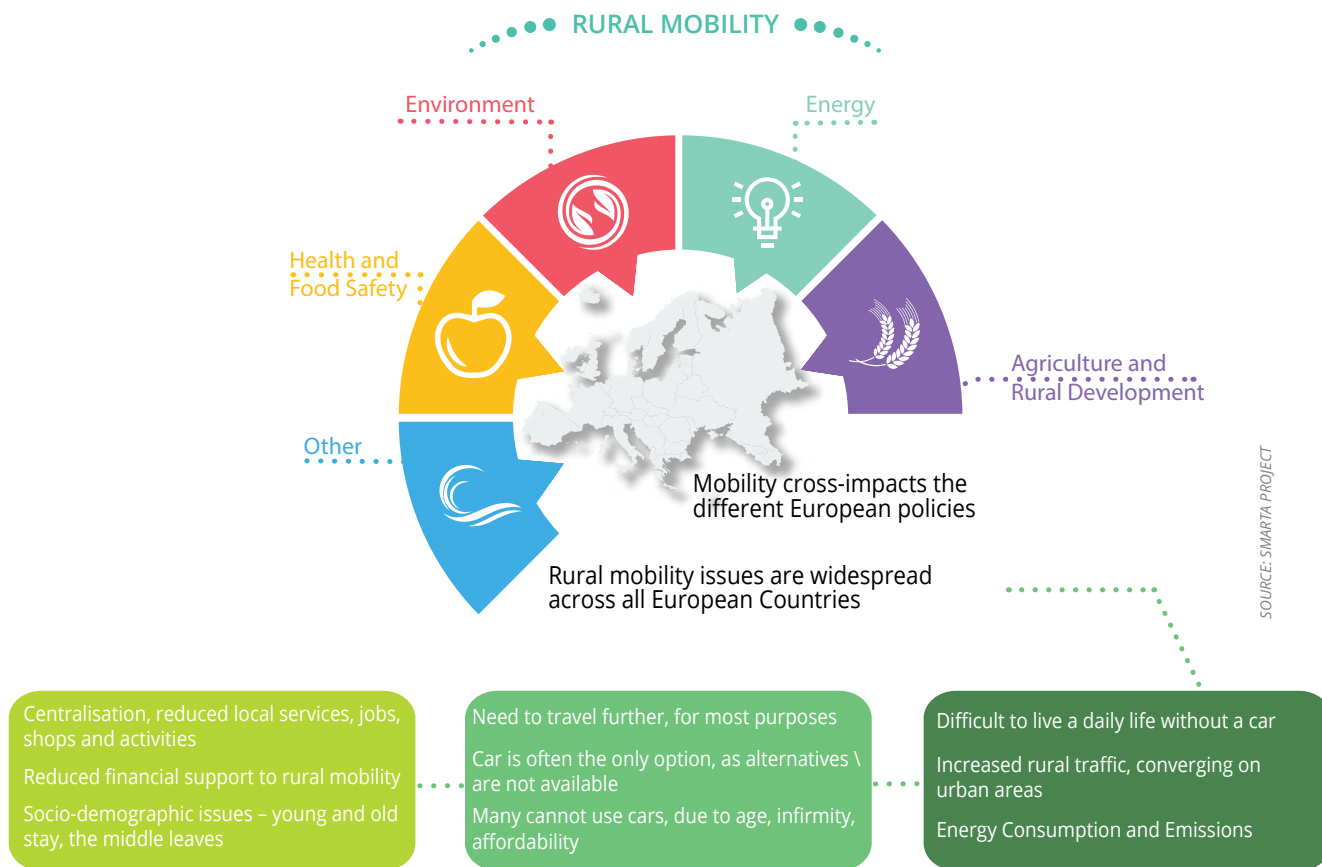 RURAL MOBILITY
Environment
Energy
Health and
Food Safety
Agriculture and
Rural Development
Other
Mobility cross-impacts the
different European policies
Rural mobility issues are widespread
across all European Countries
SOURCE: SMARTA PROJECT
Centralisation, reduced local services, jobs,
shops and activities
Reduced financial support to rural mobility
Socio-demographic issues – young and old
stay, the middle leaves
Need to travel further, for most purposes
Car is often the only option, as alternatives \
are not available
Many cannot use cars, due to age, infirmity,
affordability
Difficult to live a daily life without a car
Increased rural traffic, converging on
urban areas
Energy Consumption and Emissions